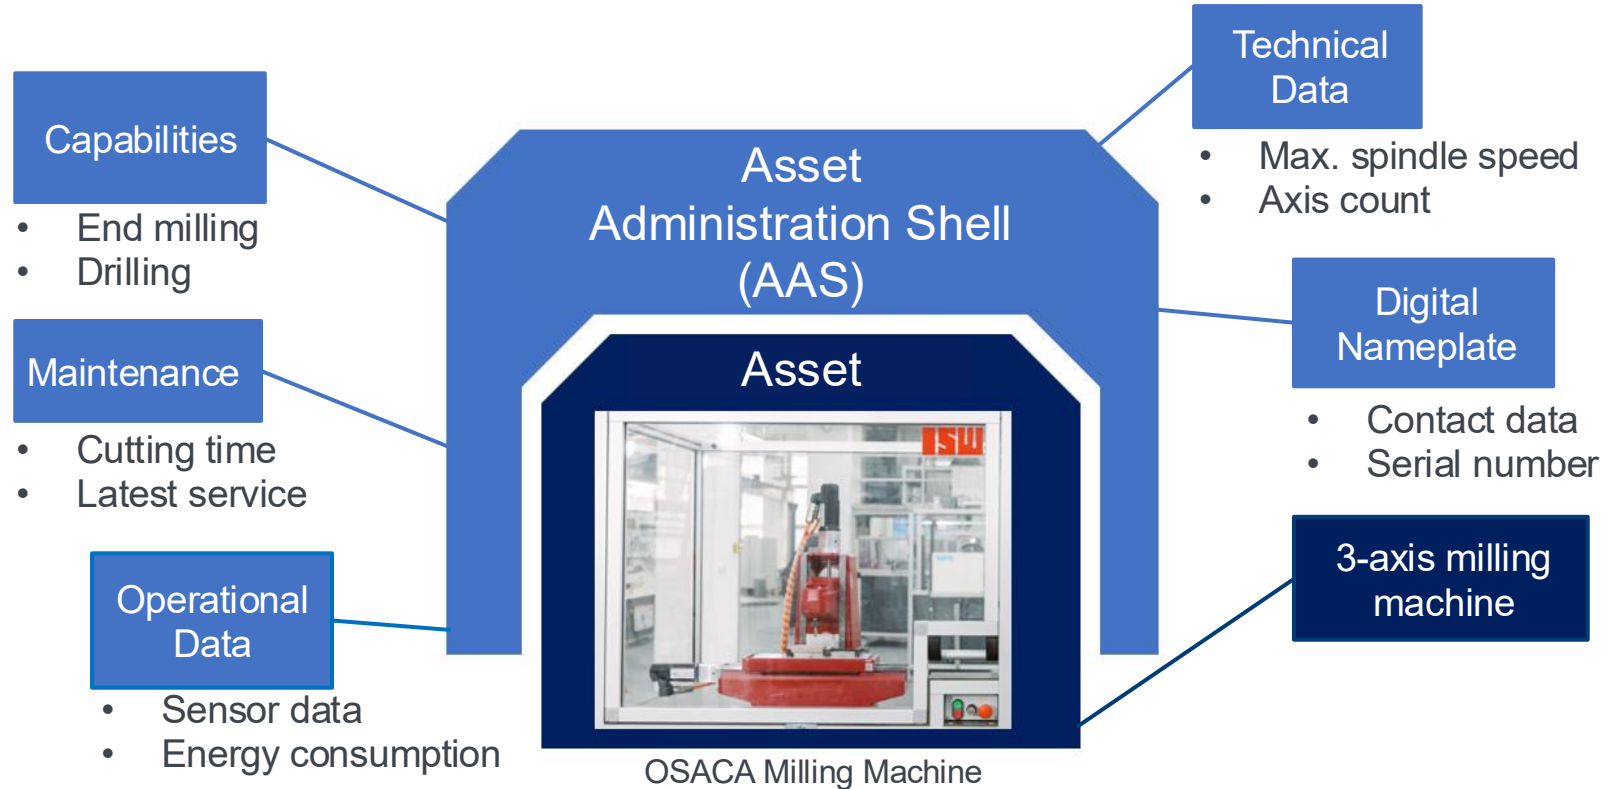 Capabilities
• End milling
• Drilling
Maintenance
• Cutting time
• Latest service
Operational
Data
• Sensor data
• Energy consumption
Asset
Administration Shell
(AAS)
Asset
ISW
OSACA Milling Machine
Technical
Data
• Max. spindle speed
• Axis count
Digital
Nameplate
• Contact data
• Serial number
3-axis milling
machine